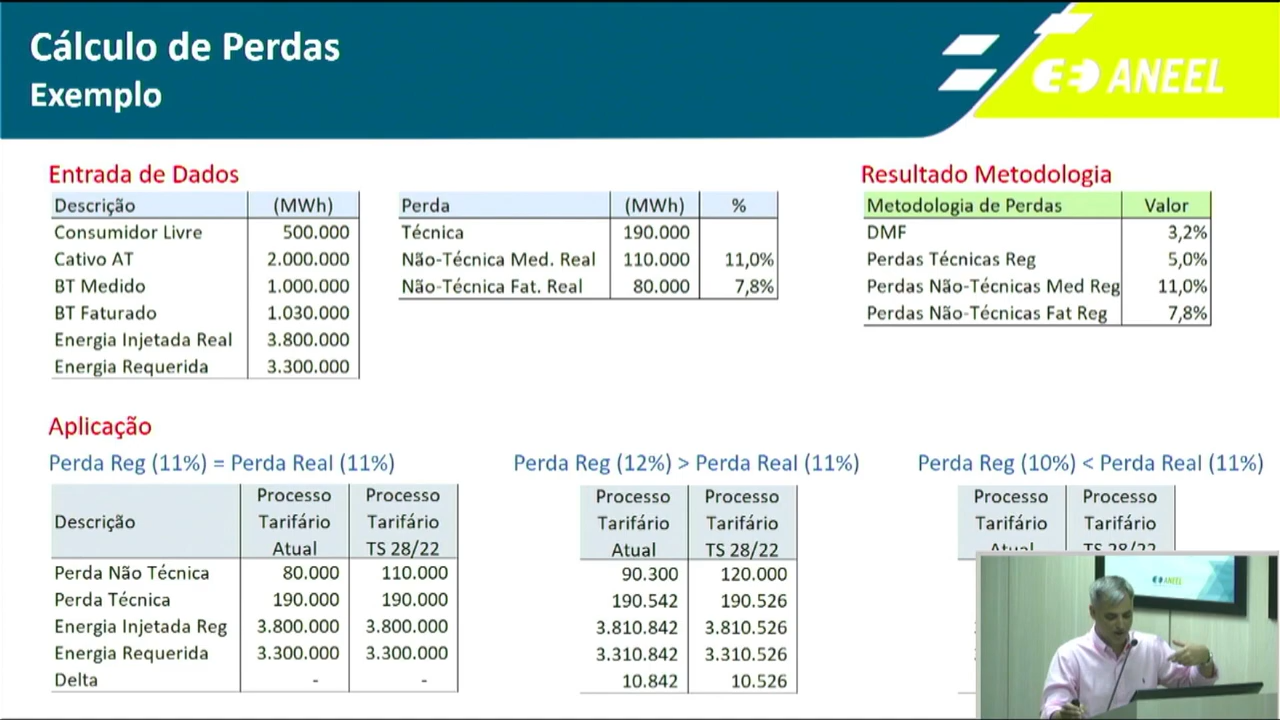 Cálculo de Perdas
Exemplo
ANEEL
Entrada de Dados
Descrição (MWh)
Consumidor Livre 500.000
Cativo AT 2.000.000
BT Medido 1.000.000
BT Faturado 1.030.000
Energia Injetada Real 3.800.000
Energia Requerida 3.300.000
Perda (MWh) %
Técnica 190.000
Não-Técnica Med. Real 110.000 11,0%
Não-Técnica Fat. Real 80.000 7,8%
Resultado Metodologia
Metodologia de Perdas Valor
DMF 3,2%
Perdas Técnicas Reg 5,0%
Perdas Não-Técnicas Med Reg 11,0%
Perdas Não-Técnicas Fat Reg 7,8%
Aplicação
Perda Reg (11%) = Perda Real (11%)
Descrição
Processo Tarifário Atual
Processo Tarifário TS 28/22
Perda Não Técnica 80.000 110.000
Perda Técnica 190.000 190.000
Energia Injetada Reg 3.800.000 3.800.000
Energia Requerida 3.300.000 3.300.000
Delta - -
Perda Reg (12%) > Perda Real (11%)
Processo Tarifário Atual
Processo Tarifário TS 28/22
90.300 120.000
190.542 190.526
3.810.842 3.810.526
3.310.842 3.310.526
10.842 10.526
Perda Reg (10%) < Perda Real (11%)
Processo Tarifário Atual
Processo Tarifário TS 28/22
ANEEL